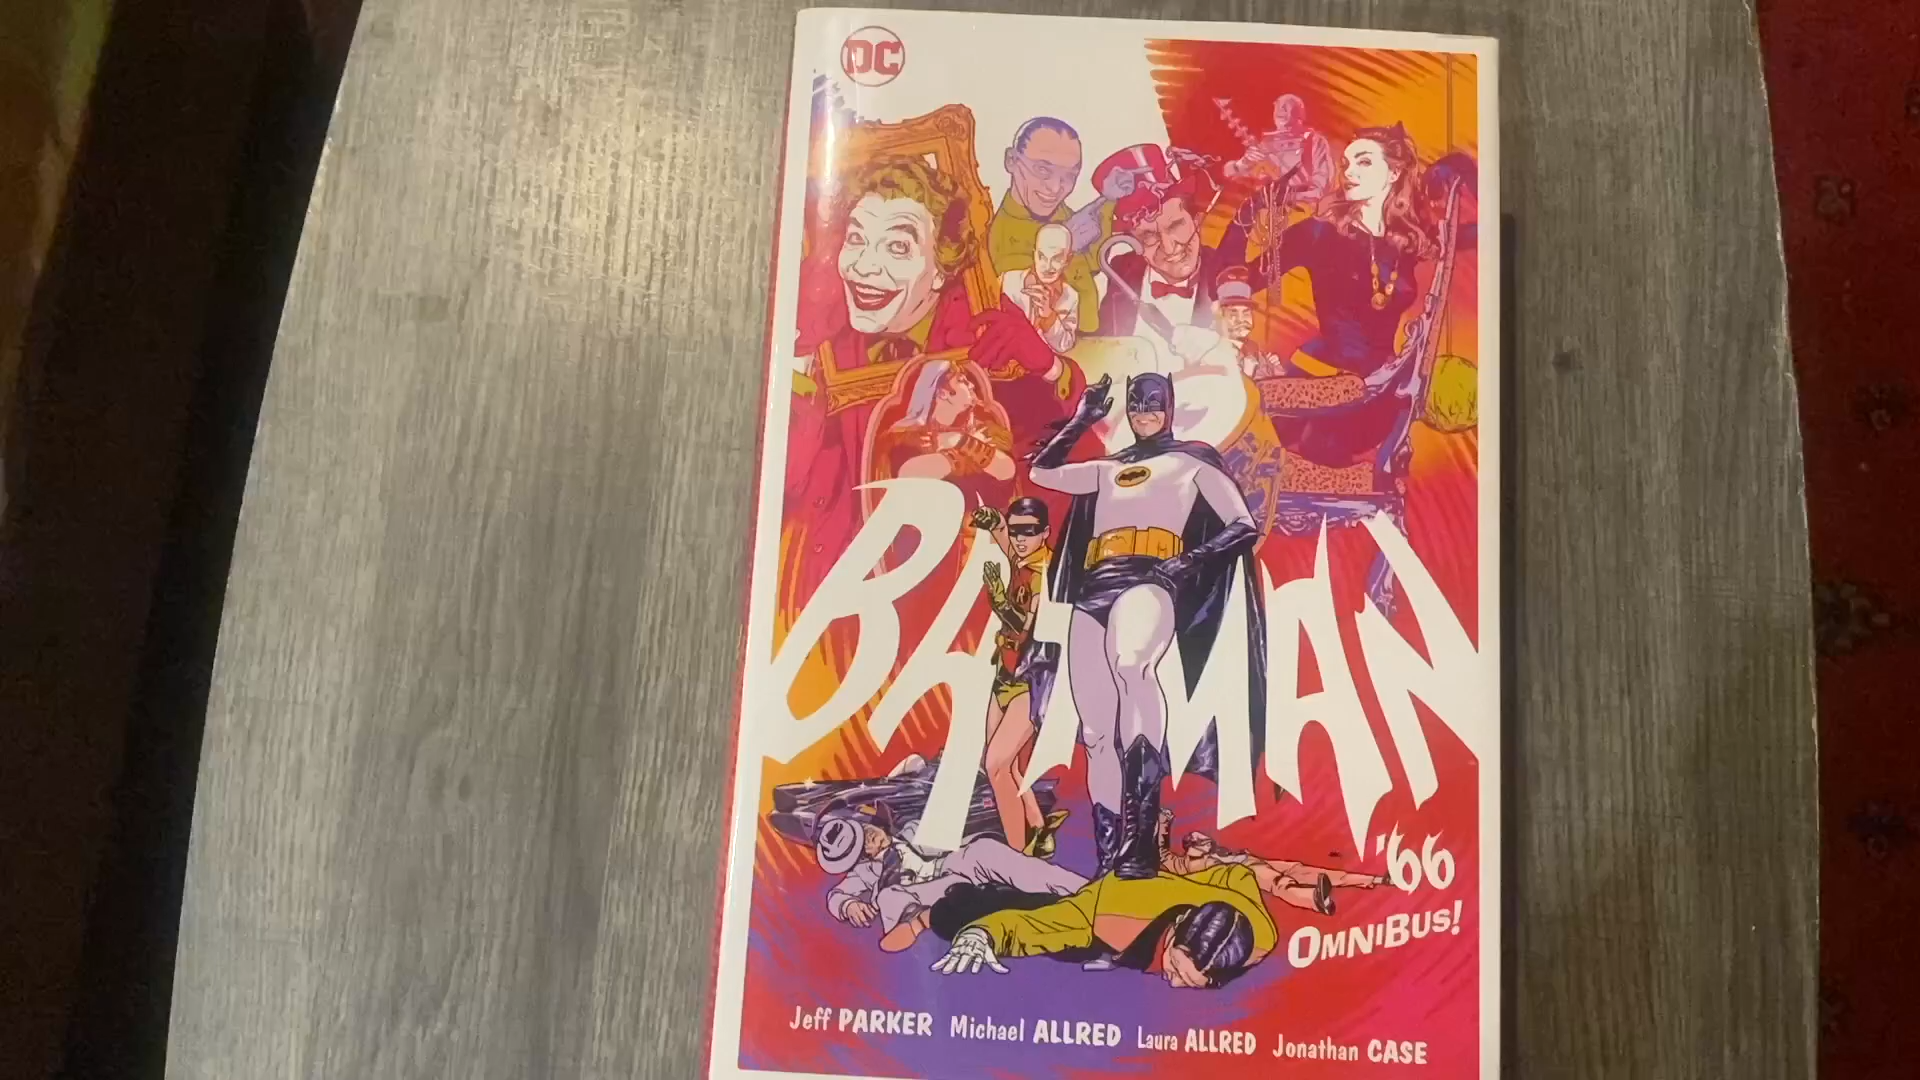 DC
BATMAN
'66
OMNIBUS!
Jeff PARKER Michael ALLRED Laura ALLRED Jonathan CASE